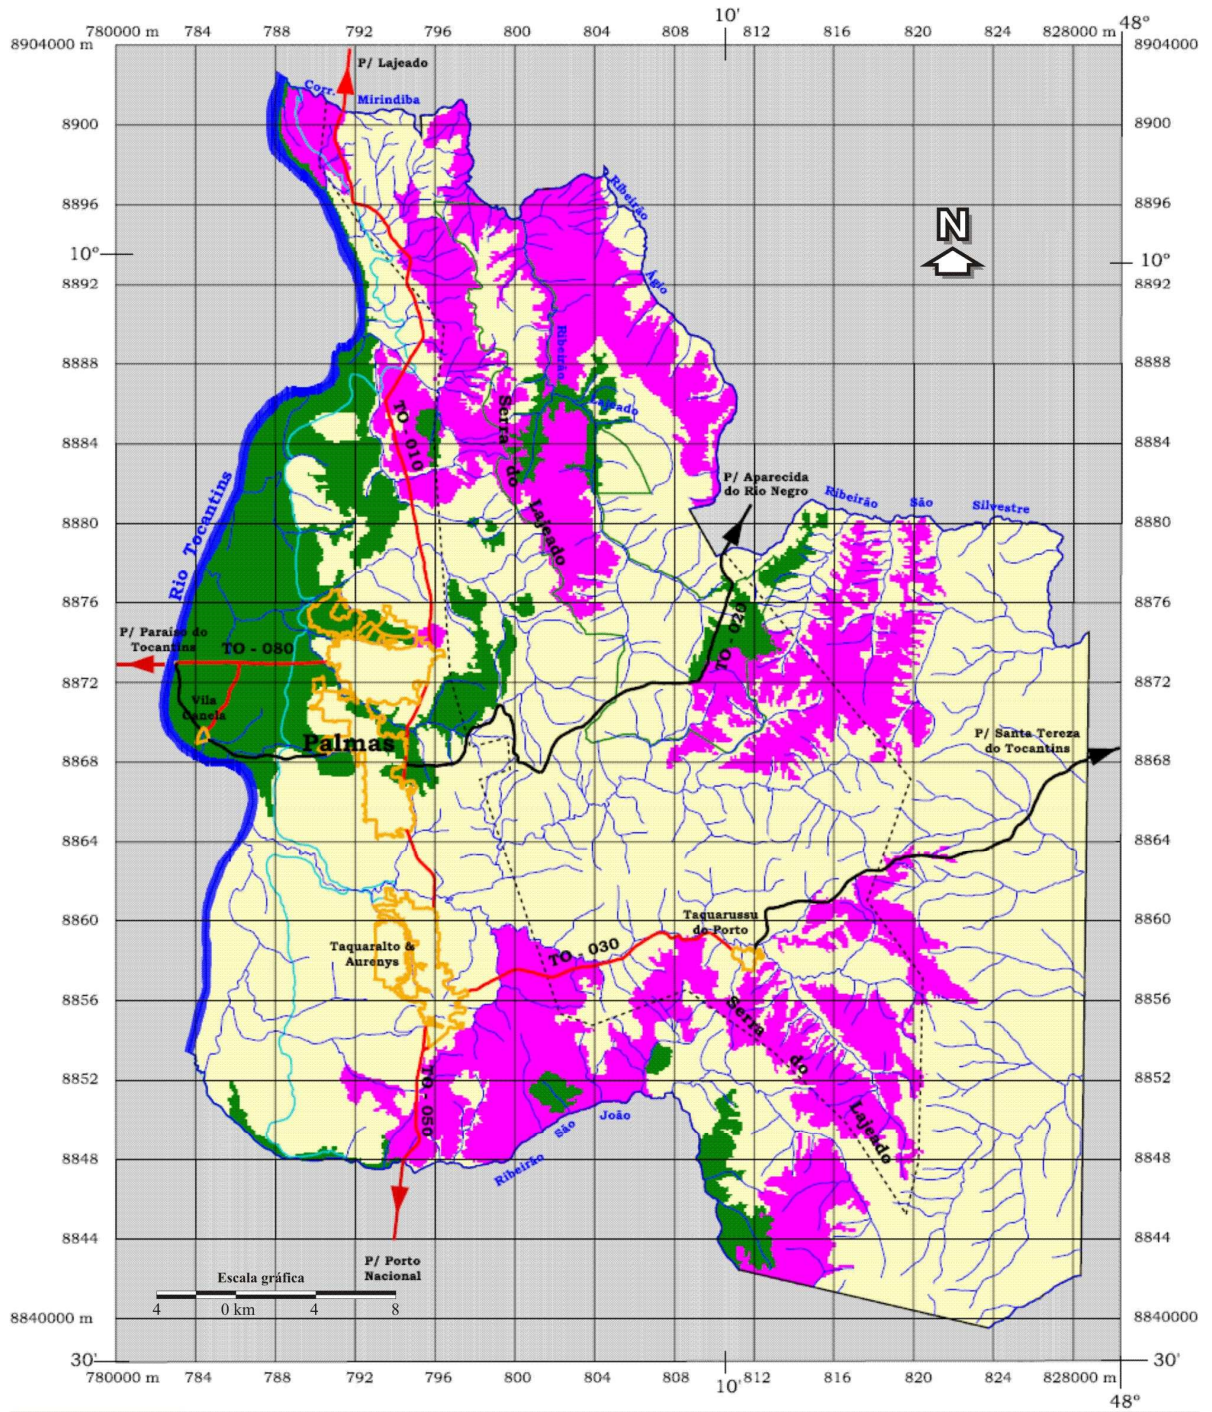 10'
48°
780000 m 784 788 792 796 800 804 808 812 816 820 824 828000 m
8904000 m
8904000
P/ Lajeado
Corr.
Mirindiba
8900
8900
Ribeirão
8896
8896
N
10°
10°
Ágio
8892
8892
Ribeirão
8888
8888
Lajeado
TO - 010
Serra
do
Lajeado
8884
8884
P/ Aparecida
do Rio Negro
Rio Tocantins
Ribeirão
São
Silvestre
8880
8880
8876
8876
P/ Paraíso do
Tocantins
TO - 080
TO - 020
8872
8872
Vila
Canela
Palmas
P/ Santa Tereza
do Tocantins
8868
8868
8864
8864
8860
8860
Taquarussu
do Porto
Taquaralto &
Aurenys
TO - 030
8856
8856
Serra
do
Lajeado
8852
8852
TO - 050
João
São
Ribeirão
8848
8848
8844
8844
P/ Porto
Nacional
Escala gráfica
4 0 km 4 8
8840000 m
8840000
30'
30'
780000 m 784 788 792 796 800 804 808 812 816 820 824 828000 m
10'
48°